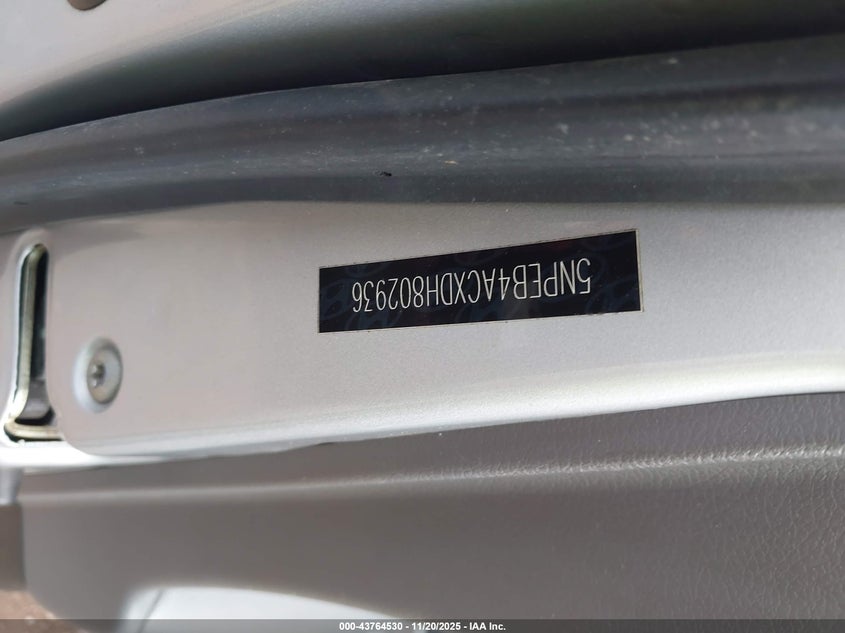 5NPEB4ACXDH802936
000-43764530 - 11/20/2025 - IAA Inc.